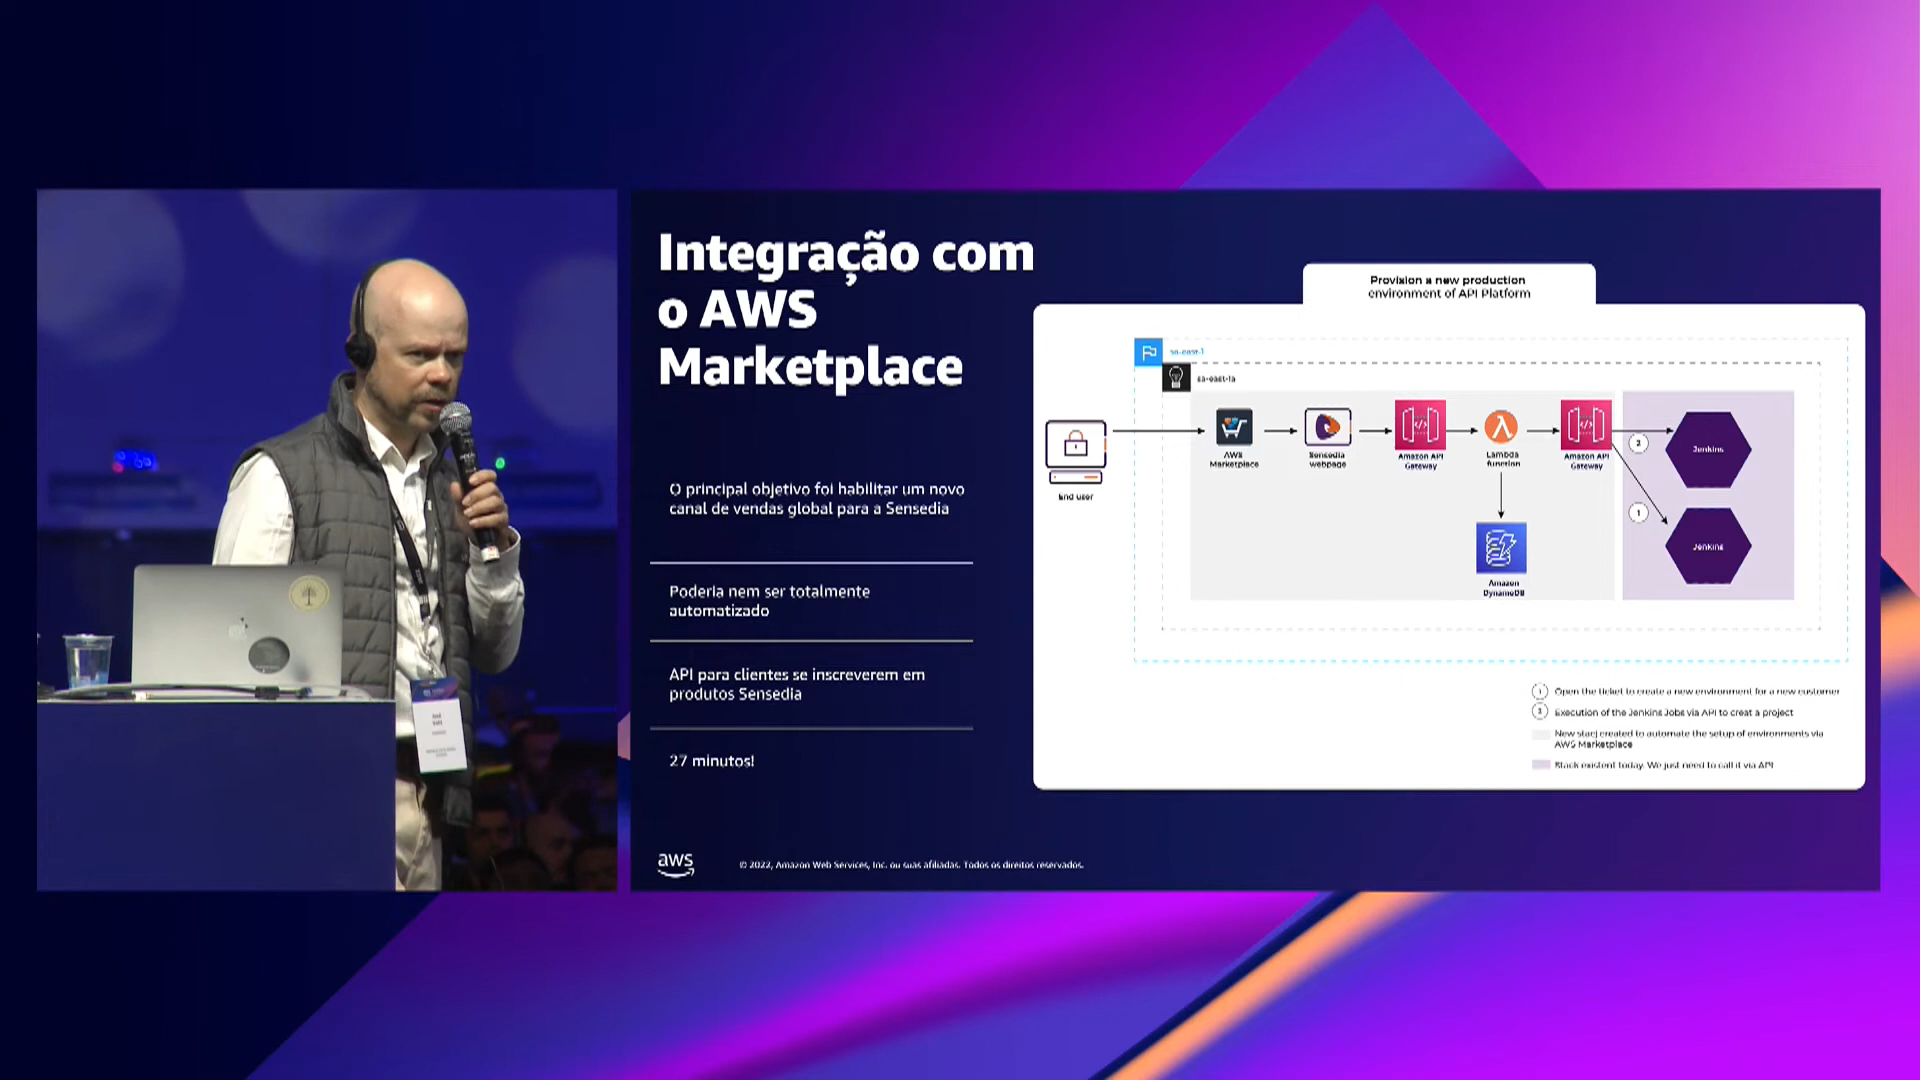 Integração com
o AWS
Marketplace
O principal objetivo foi habilitar um novo
canal de vendas global para a Sensedia
Poderia nem ser totalmente
automatizado
API para clientes se inscreverem em
produtos Sensedia
27 minutos!
Provision a new production
environment of API Platform
sa-east-1
sa-east-1a
End user
AWS
Marketplace
Sensedia
webpage
Amazon API
Gateway
Lambda
function
Amazon API
Gateway
Amazon
DynamoDB
2
1
Jenkins
Jenkins
1 Open the ticket to create a new environment for a new customer
2 Execution of the Jenkins Jobs via API to creat a project
New stacj created to automate the setup of environments via
AWS Marketplace
Stack existent today. We just need to call it via API
aws
© 2022, Amazon Web Services, Inc. ou suas afiliadas. Todos os direitos reservados.